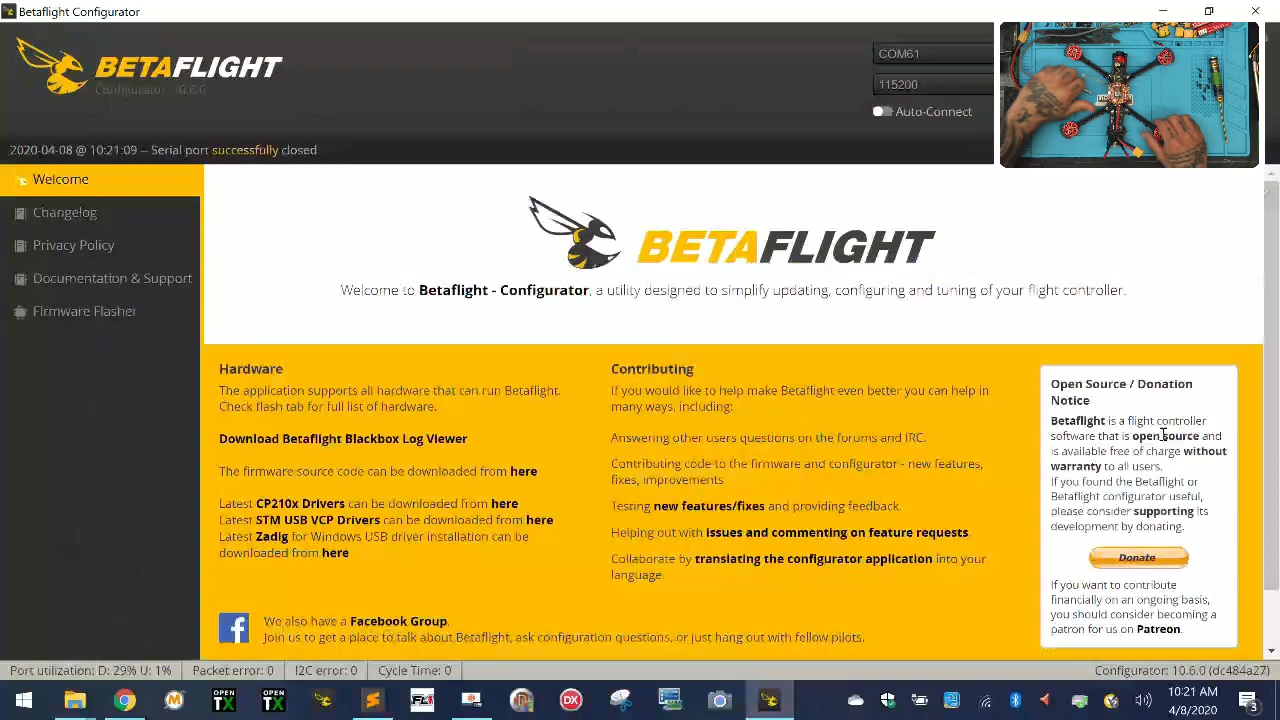 Betaflight Configurator
BETAFLIGHT
Configurator 10.6.0
COM61
115200
Auto-Connect
2020-04-08 @ 10:21:09 -- Serial port successfully closed
Welcome
Changelog
Privacy Policy
Documentation & Support
Firmware Flasher
BETAFLIGHT
Welcome to Betaflight - Configurator, a utility designed to simplify updating, configuring and tuning of your flight controller.
Hardware
The application supports all hardware that can run Betaflight.
Check flash tab for full list of hardware.
Download Betaflight Blackbox Log Viewer
The firmware source code can be downloaded from here
Latest CP210x Drivers can be downloaded from here
Latest STM USB VCP Drivers can be downloaded from here
Latest Zadig for Windows USB driver installation can be
downloaded from here
Contributing
If you would like to help make Betaflight even better you can help in
many ways, including:
Answering other users questions on the forums and IRC.
Contributing code to the firmware and configurator - new features,
fixes, improvements
Testing new features/fixes and providing feedback.
Helping out with issues and commenting on feature requests.
Collaborate by translating the configurator application into your
language.
We also have a Facebook Group.
Join us to get a place to talk about Betaflight, ask configuration questions, or just hang out with fellow pilots.
Open Source / Donation
Notice
Betaflight is a flight controller
software that is open source and
is available free of charge without
warranty to all users.
If you found the Betaflight or
Betaflight configurator useful,
please consider supporting its
development by donating.
Donate
If you want to contribute
financially on an ongoing basis,
you should consider becoming a
patron for us on Patreon.
Port utilization: D: 29% U: 1%
Packet error: 0
I2C error: 0
Cycle Time: 0
Configurator: 10.6.0 (dc484a27)
OPEN
TX
OPEN
TX
10:21 AM
4/8/2020
3